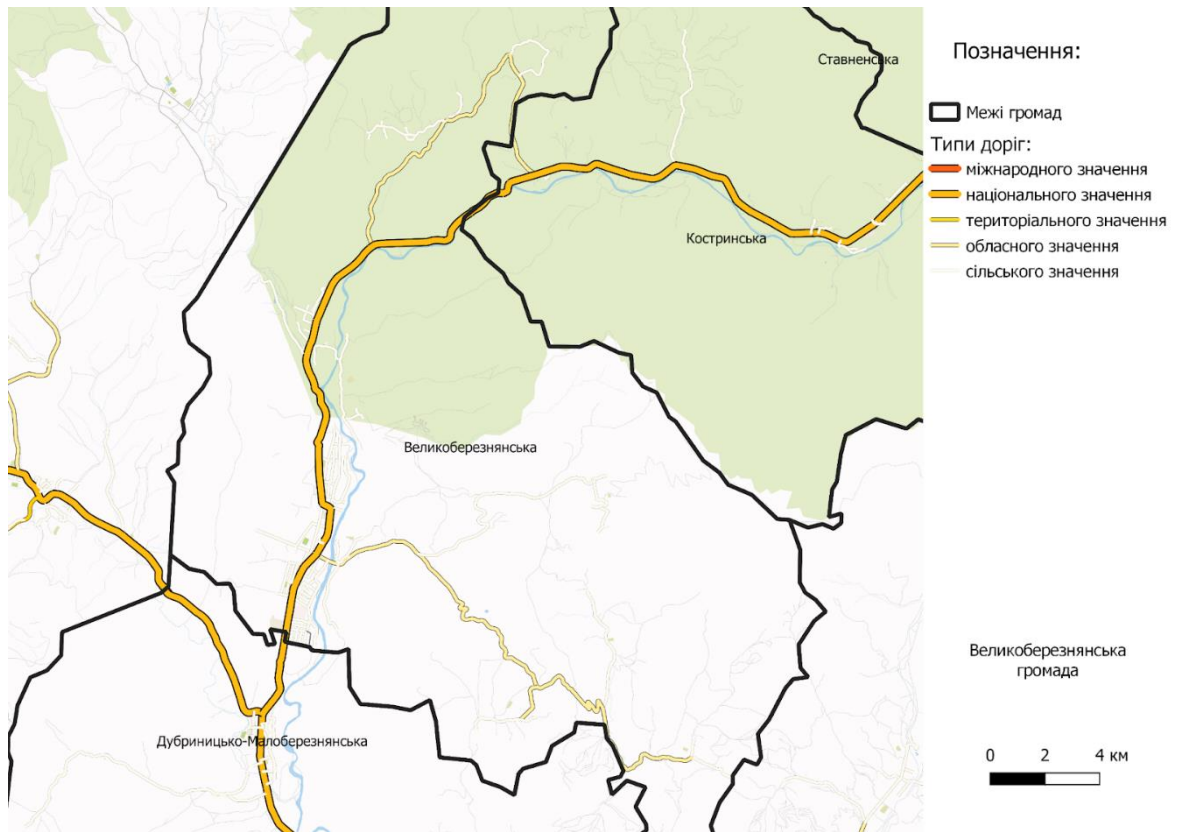 Ставненська
Костринська
Великоберезнянська
Дубриницько-Малоберезнянська
Позначення:
Межі громад
Типи доріг:
міжнародного значення
національного значення
територіального значення
обласного значення
сільського значення
Великоберезнянська
громада
0 2 4 км